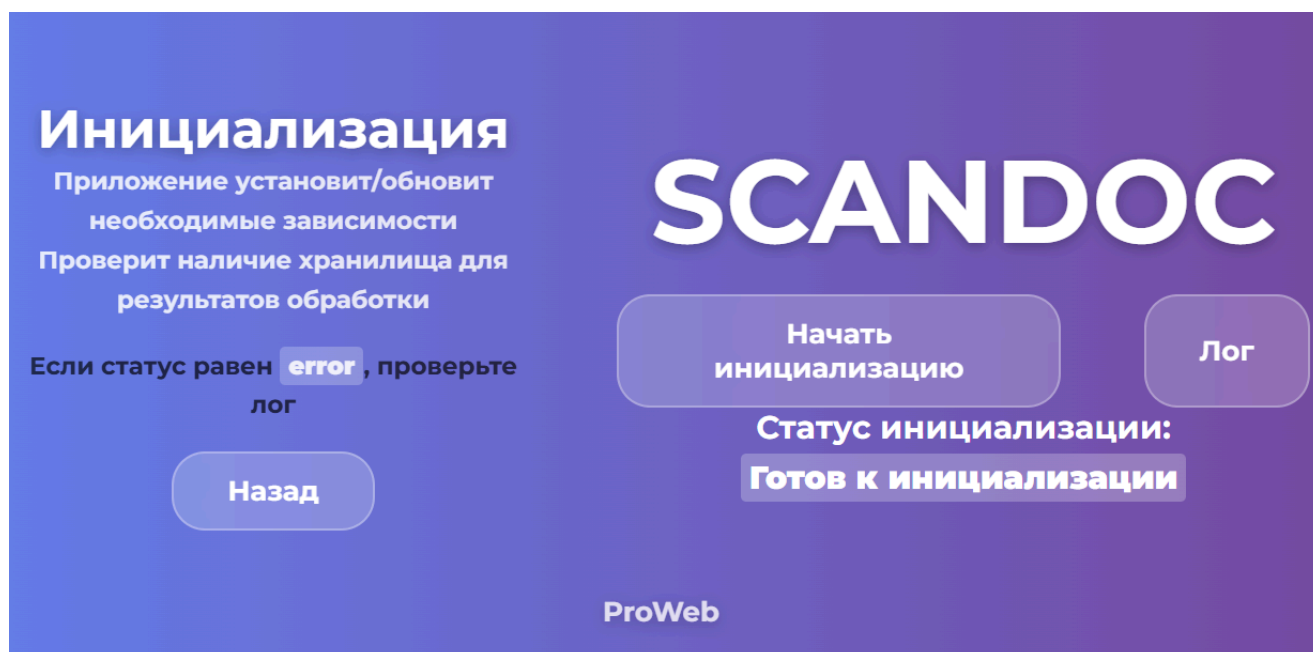 Инициализация
Приложение установит/обновит
необходимые зависимости
Проверит наличие хранилища для
результатов обработки
Если статус равен error, проверьте
лог
Назад
SCANDOC
Начать
инициализацию
Лог
Статус инициализации:
Готов к инициализации
ProWeb